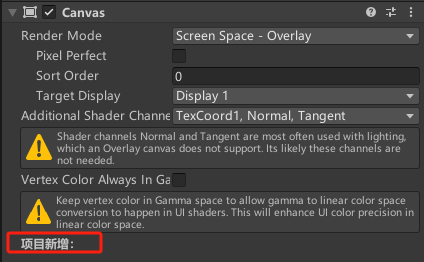 Canvas
Render Mode
Screen Space - Overlay
Pixel Perfect
Sort Order
0
Target Display
Display 1
Additional Shader Channe
TexCoord1, Normal, Tangent
Shader channels Normal and Tangent are most often used with lighting,
which an Overlay canvas does not support. Its likely these channels are
not needed.
Vertex Color Always In Ga
Keep vertex color in Gamma space to allow gamma to linear color space
conversion to happen in UI shaders. This will enhance UI color precision in
linear color space.
项目新增: